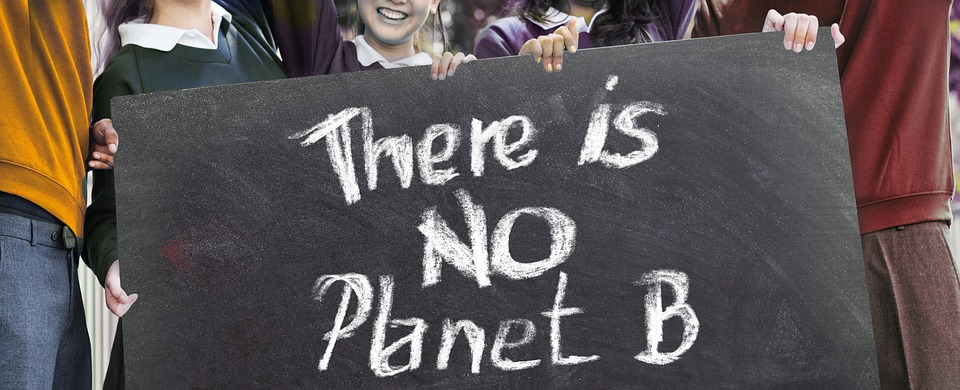 There is
NO
Planet B